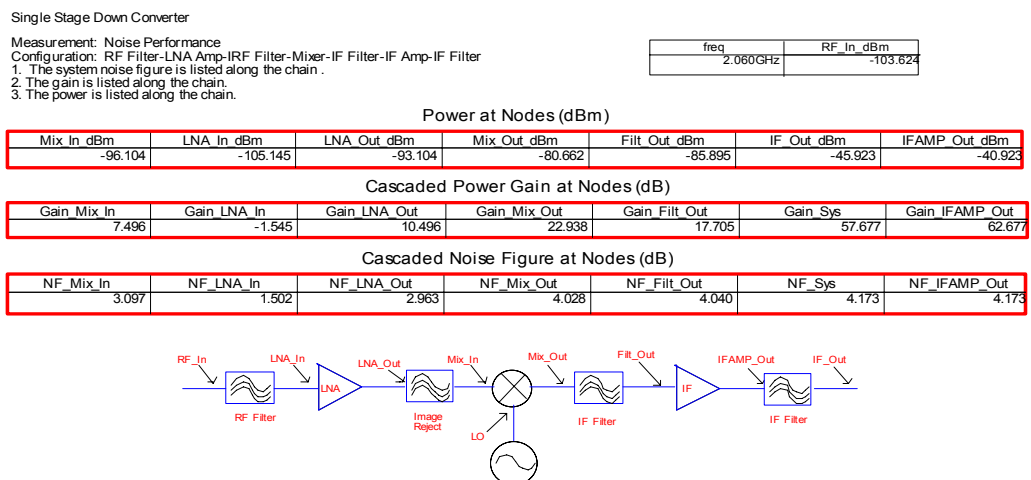 Single Stage Down Converter
Measurement: Noise Performance
Configuration: RF Filter-LNA Amp-IRF Filter-Mixer-IF Filter-IF Amp-IF Filter
1. The system noise figure is listed along the chain .
2. The gain is listed along the chain.
3. The power is listed along the chain.
freq RF_In_dBm
2.060GHz -103.624
Power at Nodes (dBm)
Mix_In_dBm LNA_In_dBm LNA_Out_dBm Mix_Out_dBm Filt_Out_dBm IF_Out_dBm IFAMP_Out_dBm
-96.104 -105.145 -93.104 -80.662 -85.895 -45.923 -40.923
Cascaded Power Gain at Nodes (dB)
Gain_Mix_In Gain_LNA_In Gain_LNA_Out Gain_Mix_Out Gain_Filt_Out Gain_Sys Gain_IFAMP_Out
7.496 -1.545 10.496 22.938 17.705 57.677 62.677
Cascaded Noise Figure at Nodes (dB)
NF_Mix_In NF_LNA_In NF_LNA_Out NF_Mix_Out NF_Filt_Out NF_Sys NF_IFAMP_Out
3.097 1.502 2.963 4.028 4.040 4.173 4.173
RF_In LNA_In LNA_Out Mix_In Mix_Out Filt_Out IFAMP_Out IF_Out
LNA IF
RF Filter Image IF Filter IF Filter
Reject
LO